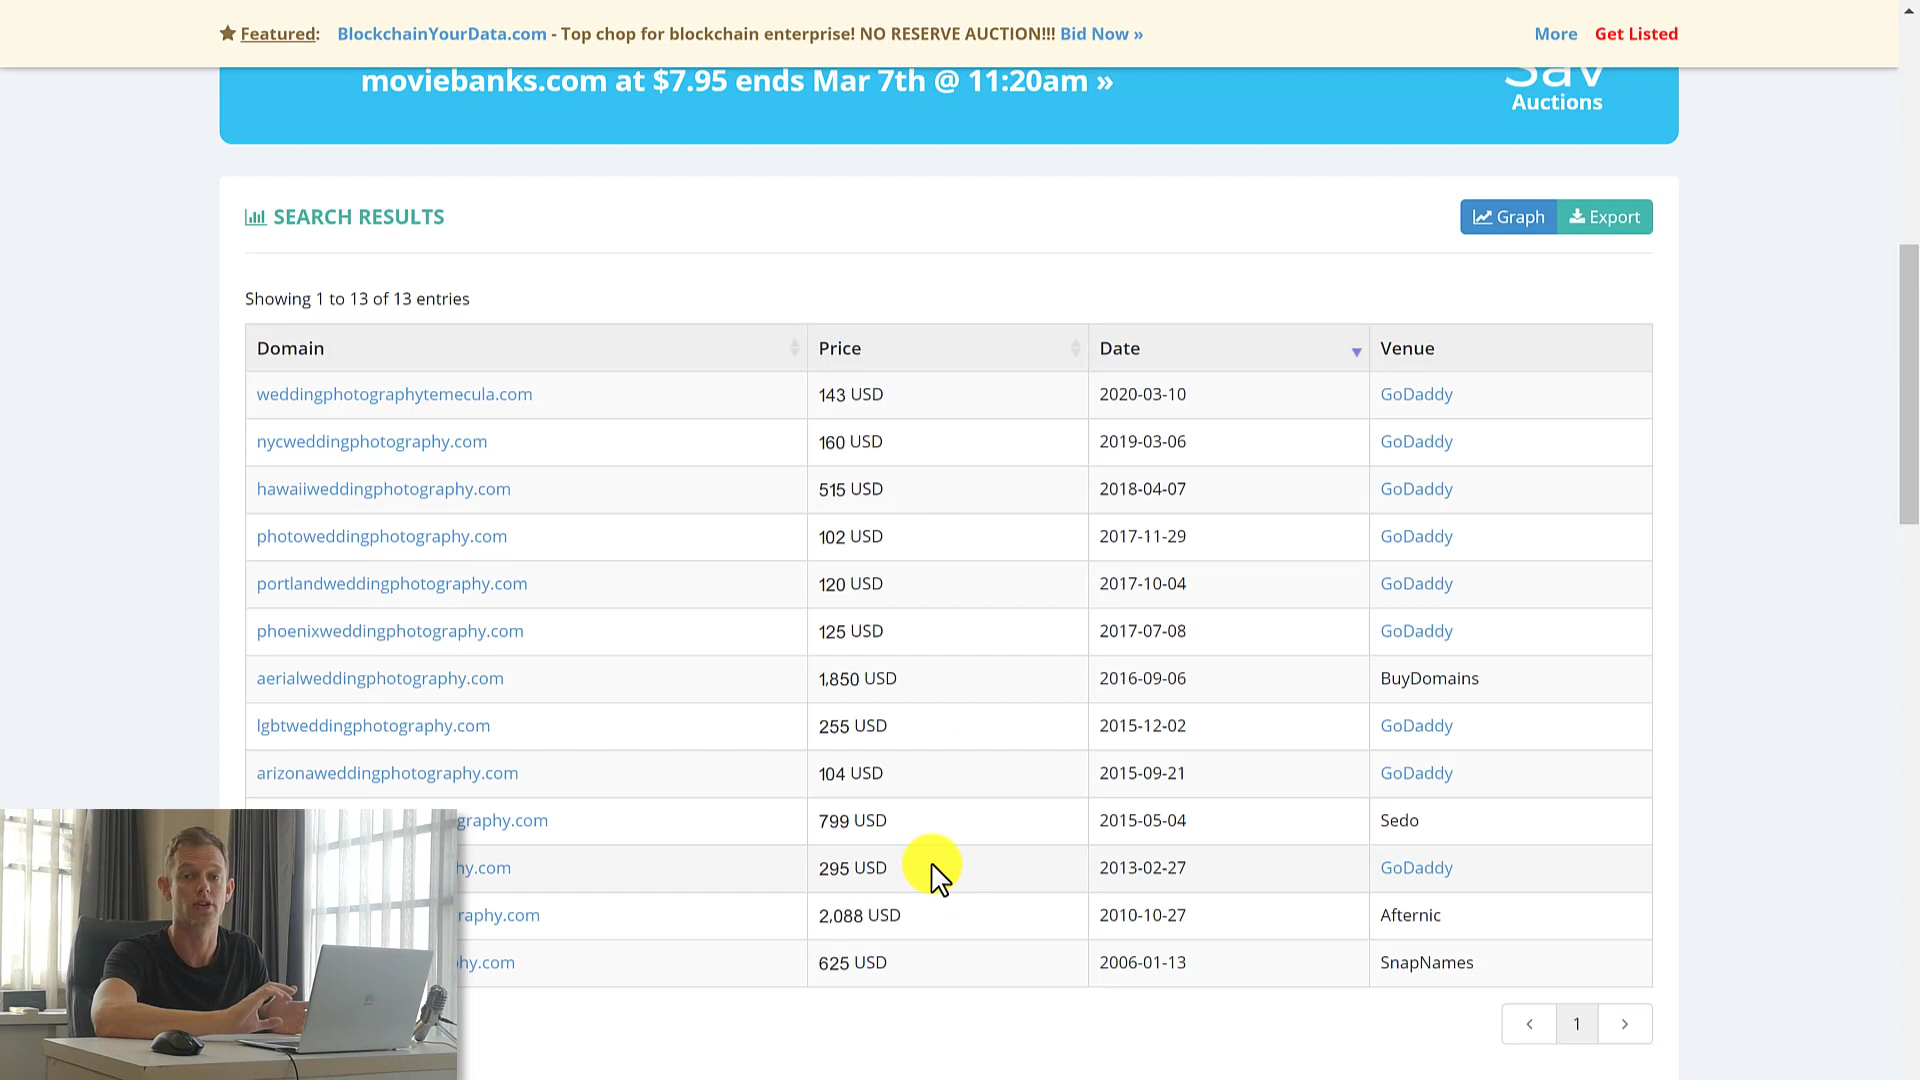 Featured: BlockchainYourData.com - Top chop for blockchain enterprise! NO RESERVE AUCTION!!! Bid Now » More Get Listed
moviebanks.com at $7.95 ends Mar 7th @ 11:20am » Sav
Auctions
SEARCH RESULTS Graph Export
Showing 1 to 13 of 13 entries
Domain Price Date Venue
weddingphotographytemecula.com 143 USD 2020-03-10 GoDaddy
nycweddingphotography.com 160 USD 2019-03-06 GoDaddy
hawaiiweddingphotography.com 515 USD 2018-04-07 GoDaddy
photoweddingphotography.com 102 USD 2017-11-29 GoDaddy
portlandweddingphotography.com 120 USD 2017-10-04 GoDaddy
phoenixweddingphotography.com 125 USD 2017-07-08 GoDaddy
aerialweddingphotography.com 1,850 USD 2016-09-06 BuyDomains
lgbtweddingphotography.com 255 USD 2015-12-02 GoDaddy
arizonaweddingphotography.com 104 USD 2015-09-21 GoDaddy
graphy.com 799 USD 2015-05-04 Sedo
hy.com 295 USD 2013-02-27 GoDaddy
raphy.com 2,088 USD 2010-10-27 Afternic
hy.com 625 USD 2006-01-13 SnapNames
‹ 1 ›